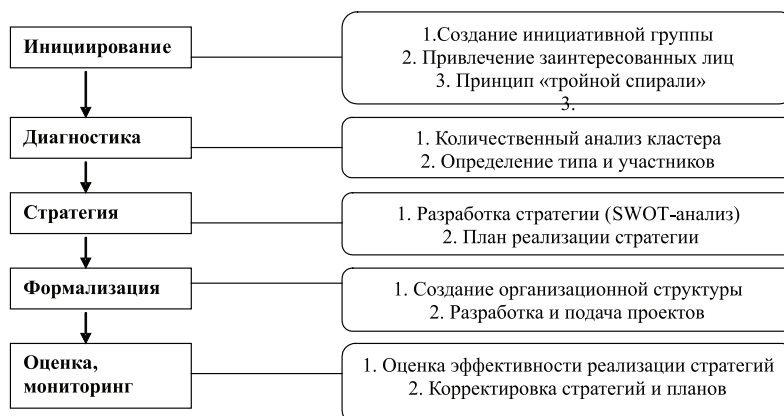 Инициирование
1.Создание инициативной группы
2. Привлечение заинтересованных лиц
3. Принцип «тройной спирали»
3.
Диагностика
1. Количественный анализ кластера
2. Определение типа и участников
Стратегия
1. Разработка стратегии (SWOT-анализ)
2. План реализации стратегии
Формализация
1. Создание организационной структуры
2. Разработка и подача проектов
Оценка,
мониторинг
1. Оценка эффективности реализации стратегий
2. Корректировка стратегий и планов